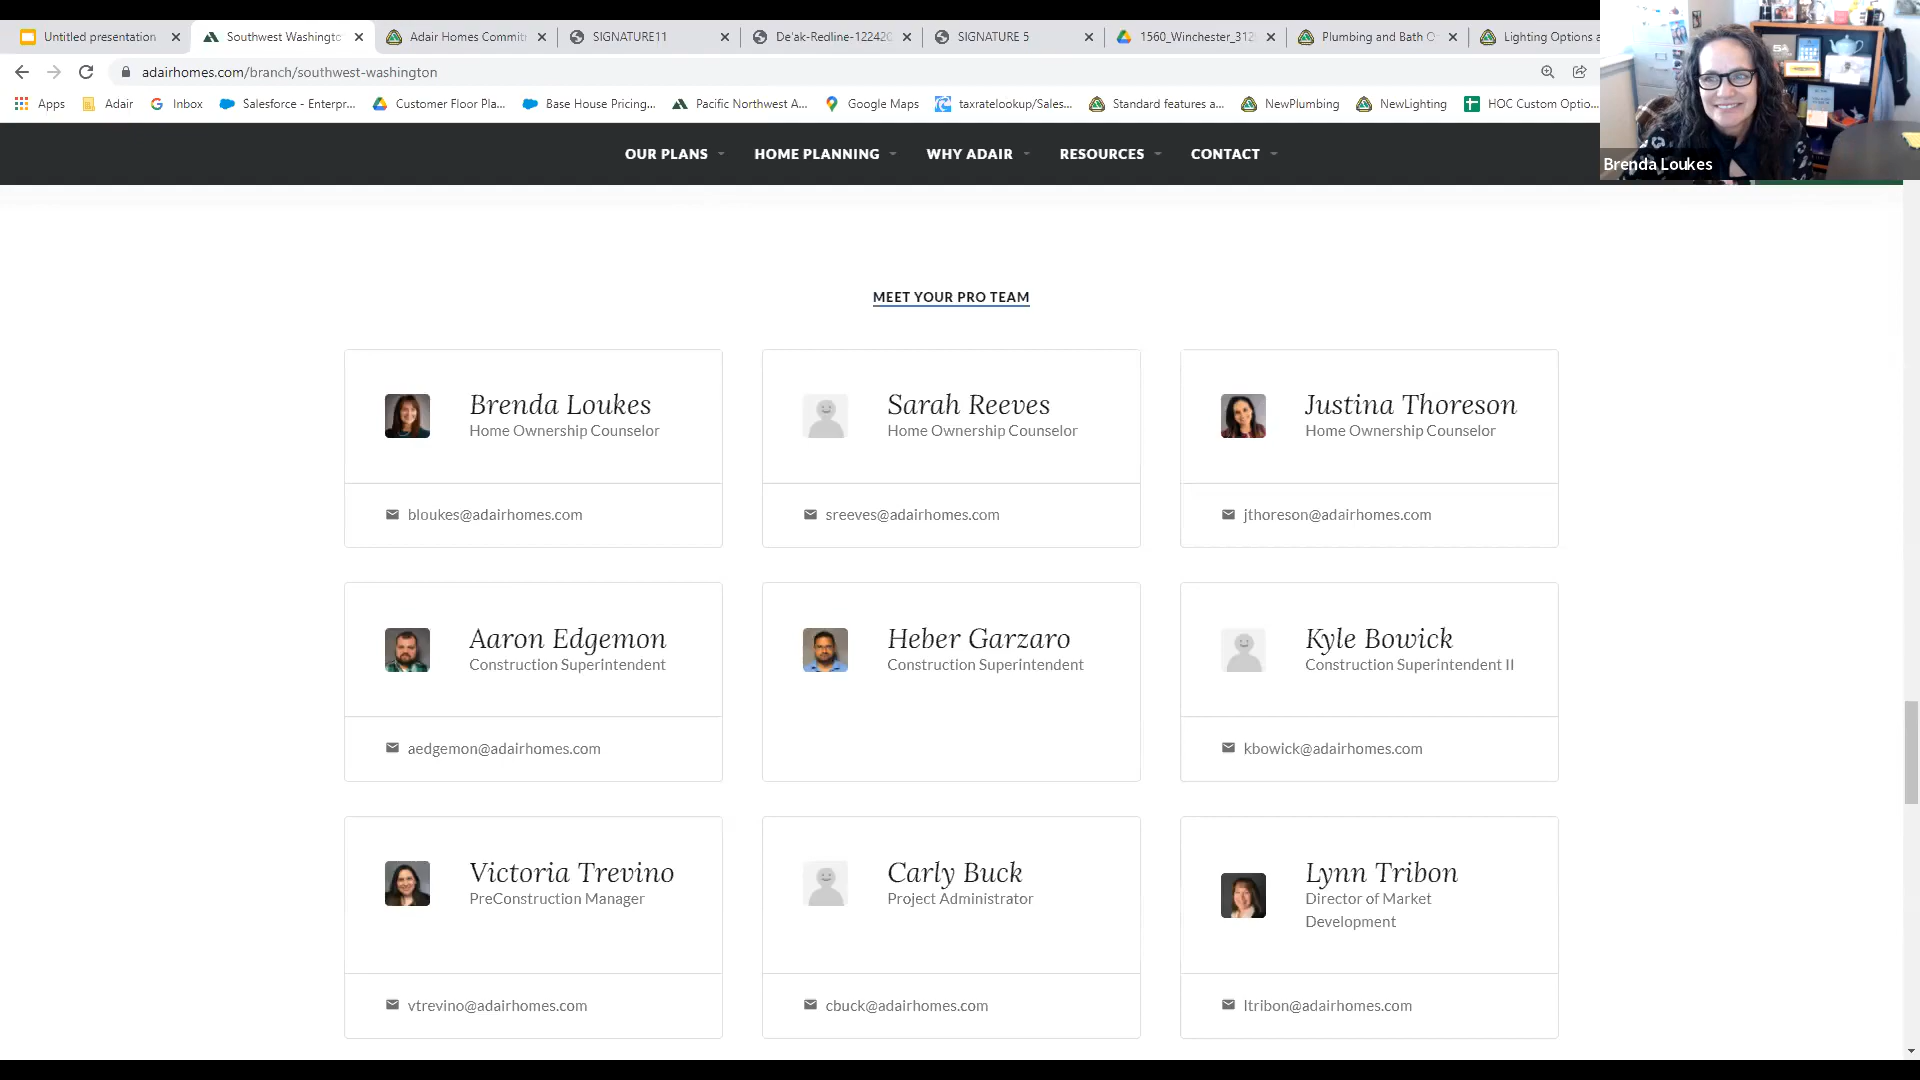 Untitled presentation
Southwest Washingto
Adair Homes Commit
SIGNATURE11
De'ak-Redline-122420
SIGNATURE 5
1560_Winchester_312
Plumbing and Bath O
Lighting Options a
adairhomes.com/branch/southwest-washington
Apps
Adair
Inbox
Salesforce - Enterpr...
Customer Floor Pla...
Base House Pricing...
Pacific Northwest A...
Google Maps
taxratelookup/Sales...
Standard features a...
NewPlumbing
NewLighting
HOC Custom Optio...
Brenda Loukes
OUR PLANS
HOME PLANNING
WHY ADAIR
RESOURCES
CONTACT
MEET YOUR PRO TEAM
Brenda Loukes
Home Ownership Counselor
bloukes@adairhomes.com
Sarah Reeves
Home Ownership Counselor
sreeves@adairhomes.com
Justina Thoreson
Home Ownership Counselor
jthoreson@adairhomes.com
Aaron Edgemon
Construction Superintendent
aedgemon@adairhomes.com
Heber Garzaro
Construction Superintendent
Kyle Bowick
Construction Superintendent II
kbowick@adairhomes.com
Victoria Trevino
PreConstruction Manager
vtrevino@adairhomes.com
Carly Buck
Project Administrator
cbuck@adairhomes.com
Lynn Tribon
Director of Market
Development
ltribon@adairhomes.com